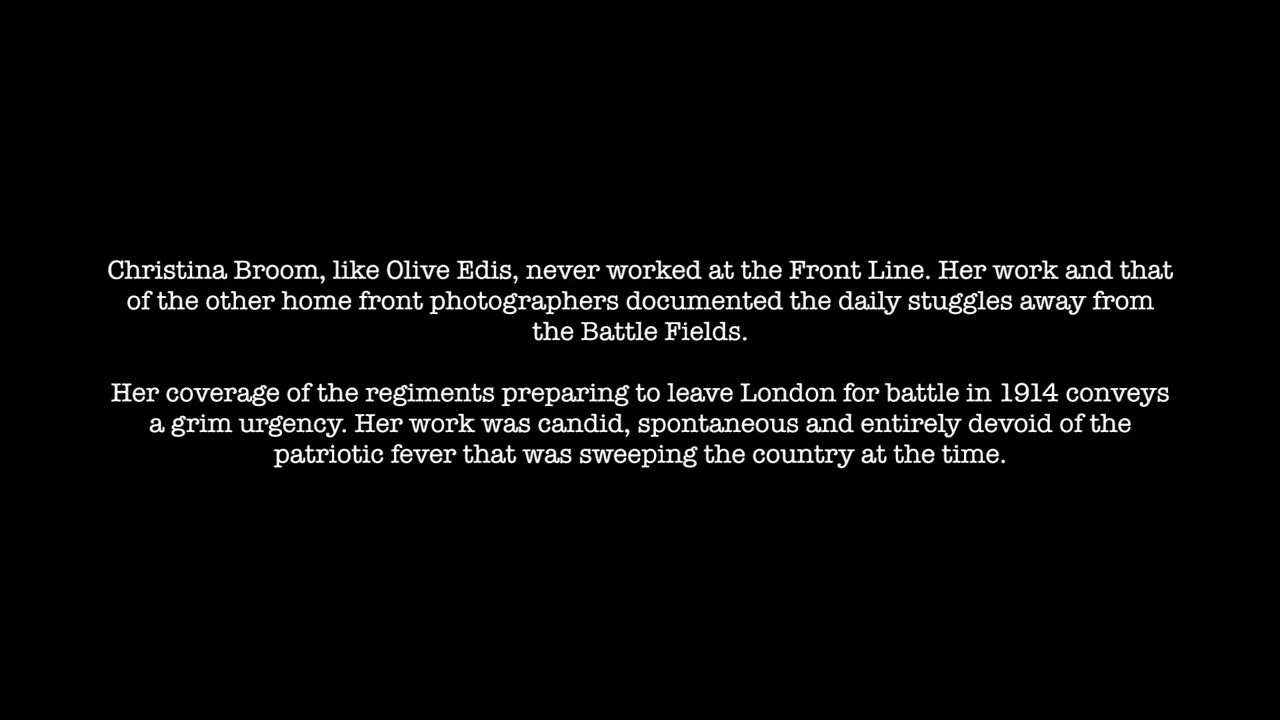 Christina Broom, like Olive Edis, never worked at the Front Line. Her work and that
of the other home front photographers documented the daily stuggles away from
the Battle Fields.
Her coverage of the regiments preparing to leave London for battle in 1914 conveys
a grim urgency. Her work was candid, spontaneous and entirely devoid of the
patriotic fever that was sweeping the country at the time.